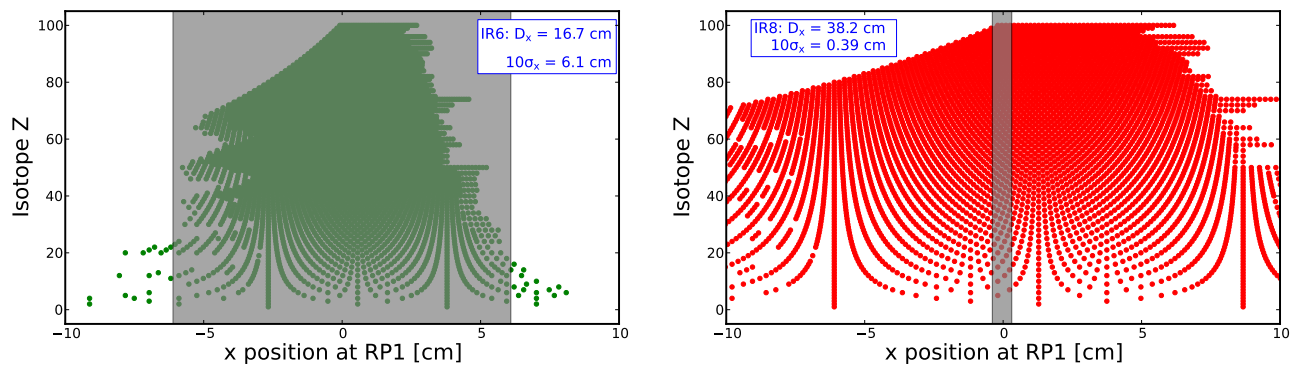 IR6: Dₓ = 16.7 cm
10σₓ = 6.1 cm
Isotope Z
100
80
60
40
20
0
−10
−5
0
5
10
x position at RP1 [cm]
IR8: Dₓ = 38.2 cm
10σₓ = 0.39 cm
Isotope Z
100
80
60
40
20
0
−10
−5
0
5
10
x position at RP1 [cm]